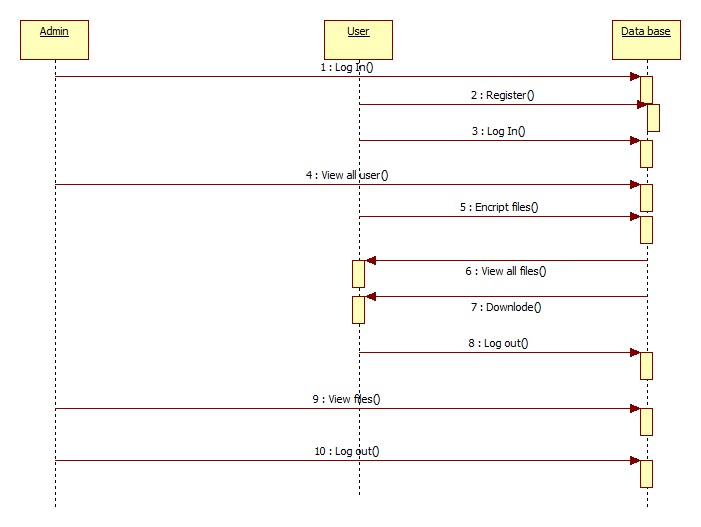 Admin
User
Data base
1 : Log In()
2 : Register()
3 : Log In()
4 : View all user()
5 : Encript files()
6 : View all files()
7 : Downlode()
8 : Log out()
9 : View files()
10 : Log out()